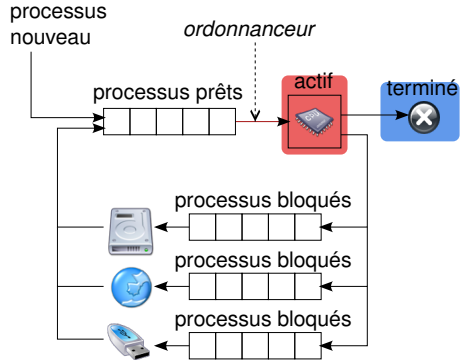 processus
nouveau
ordonnanceur
processus prêts
actif
terminé
processus bloqués
processus bloqués
processus bloqués